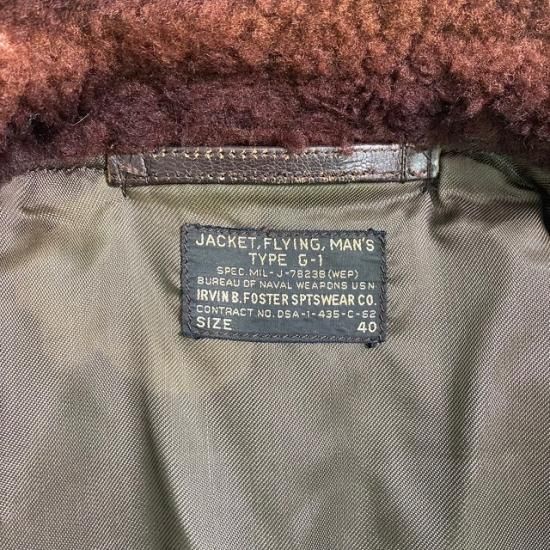 JACKET, FLYING, MAN'S
TYPE G-1
SPEC. MIL-J-7823B (WEP)
BUREAU OF NAVAL WEAPONS USN
IRVIN B. FOSTER SPTSWEAR CO.
CONTRACT NO. DSA-1-435-C-62
SIZE 40